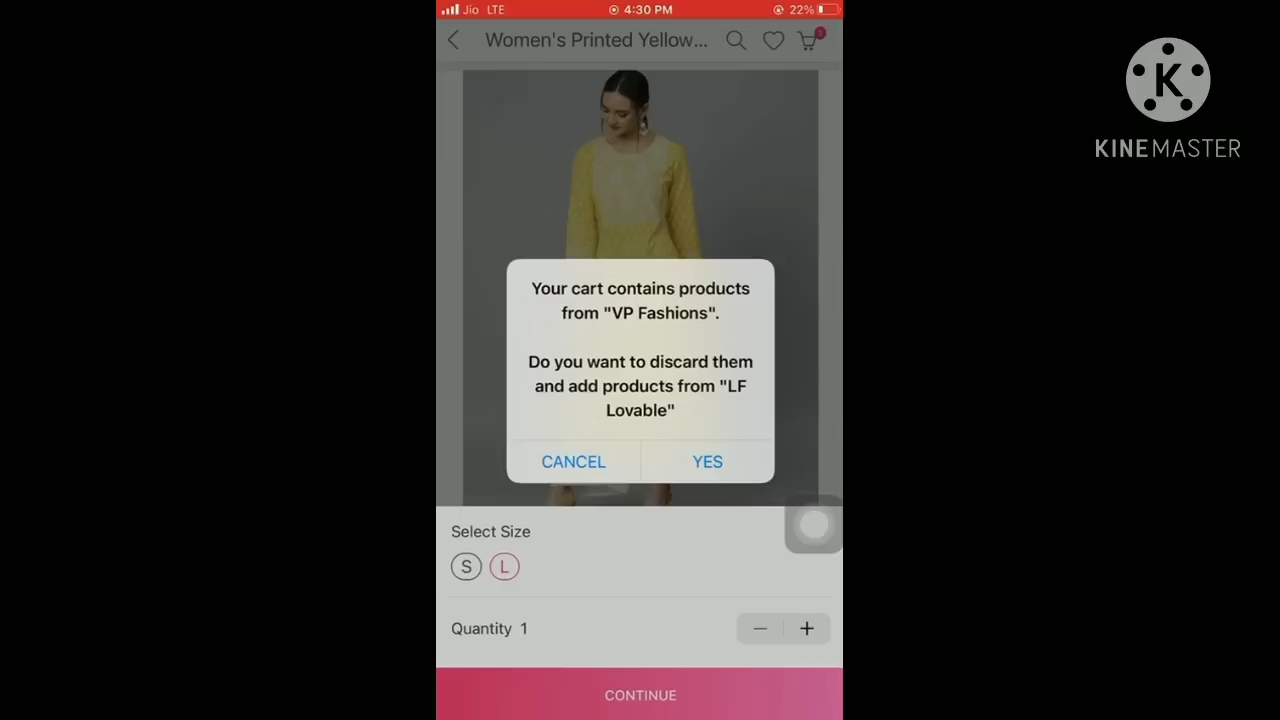 Jio LTE 4:30 PM 22%
Women's Printed Yellow... 1
K
KINEMASTER
Your cart contains products
from "VP Fashions".
Do you want to discard them
and add products from "LF
Lovable"
CANCEL YES
Select Size
S L
Quantity 1
CONTINUE